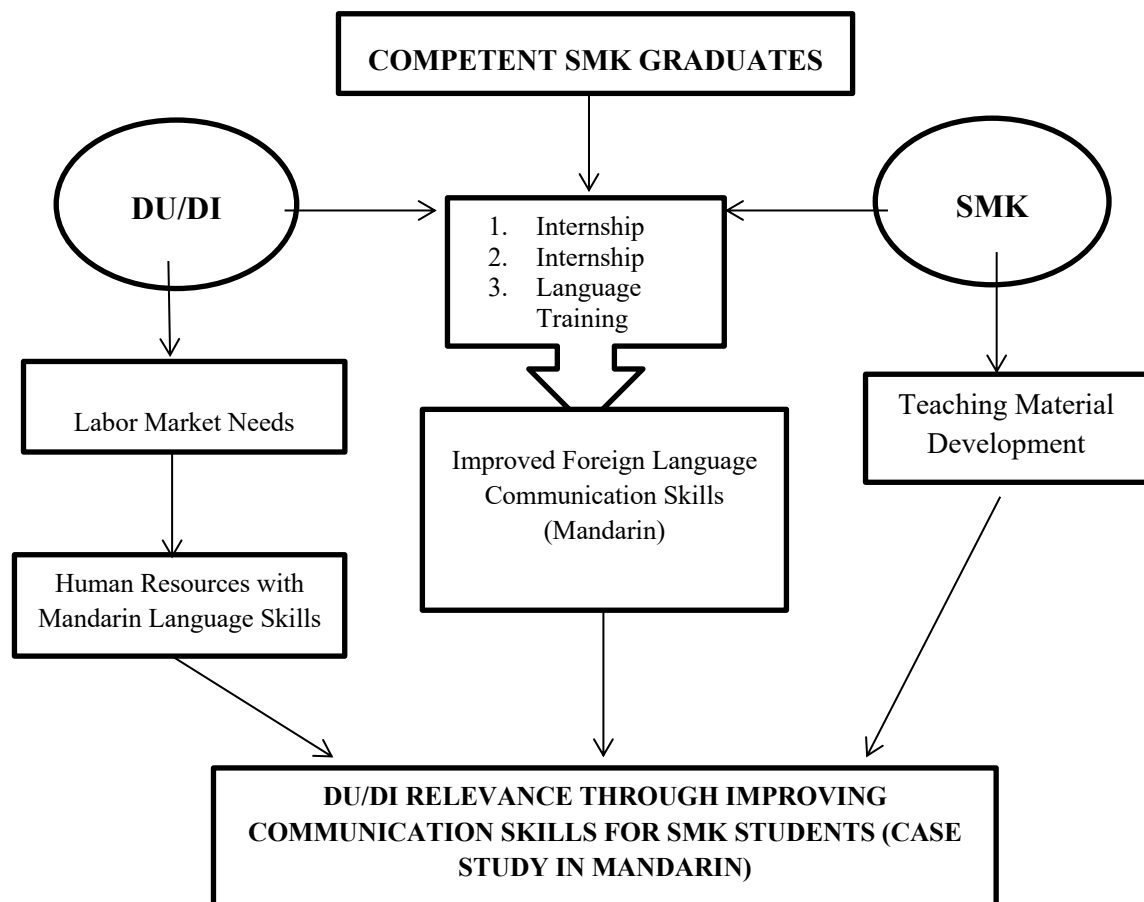 COMPETENT SMK GRADUATES
DU/DI
SMK
1. Internship
2. Internship
3. Language
Training
Labor Market Needs
Teaching Material
Development
Improved Foreign Language
Communication Skills
(Mandarin)
Human Resources with
Mandarin Language Skills
DU/DI RELEVANCE THROUGH IMPROVING
COMMUNICATION SKILLS FOR SMK STUDENTS (CASE
STUDY IN MANDARIN)